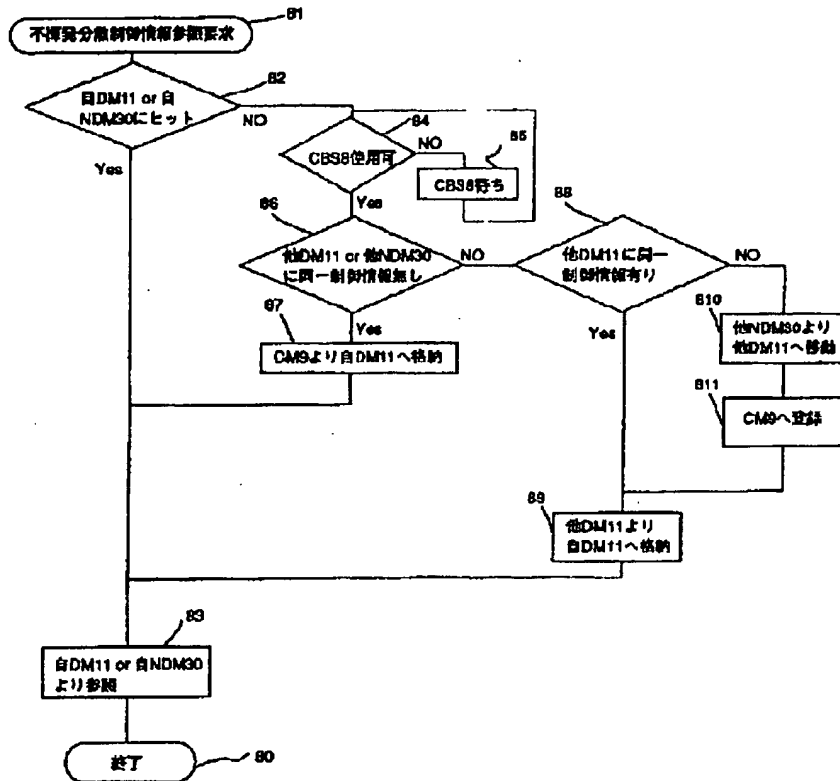 不揮発分散制御情報参照要求
81
82
自DM11 or 自
NDM30にヒット
NO
Yes
84
CBS8使用可
NO
85
CBS8待ち
Yes
86
他DM11 or 他NDM30
に同一制御情報無し
NO
88
他DM11に同一
制御情報有り
NO
87
Yes
CM9より自DM11へ格納
Yes
810
他NDM30より
他DM11へ移動
811
CM9へ登録
89
他DM11より
自DM11へ格納
83
自DM11 or 自NDM30
より参照
終了
80